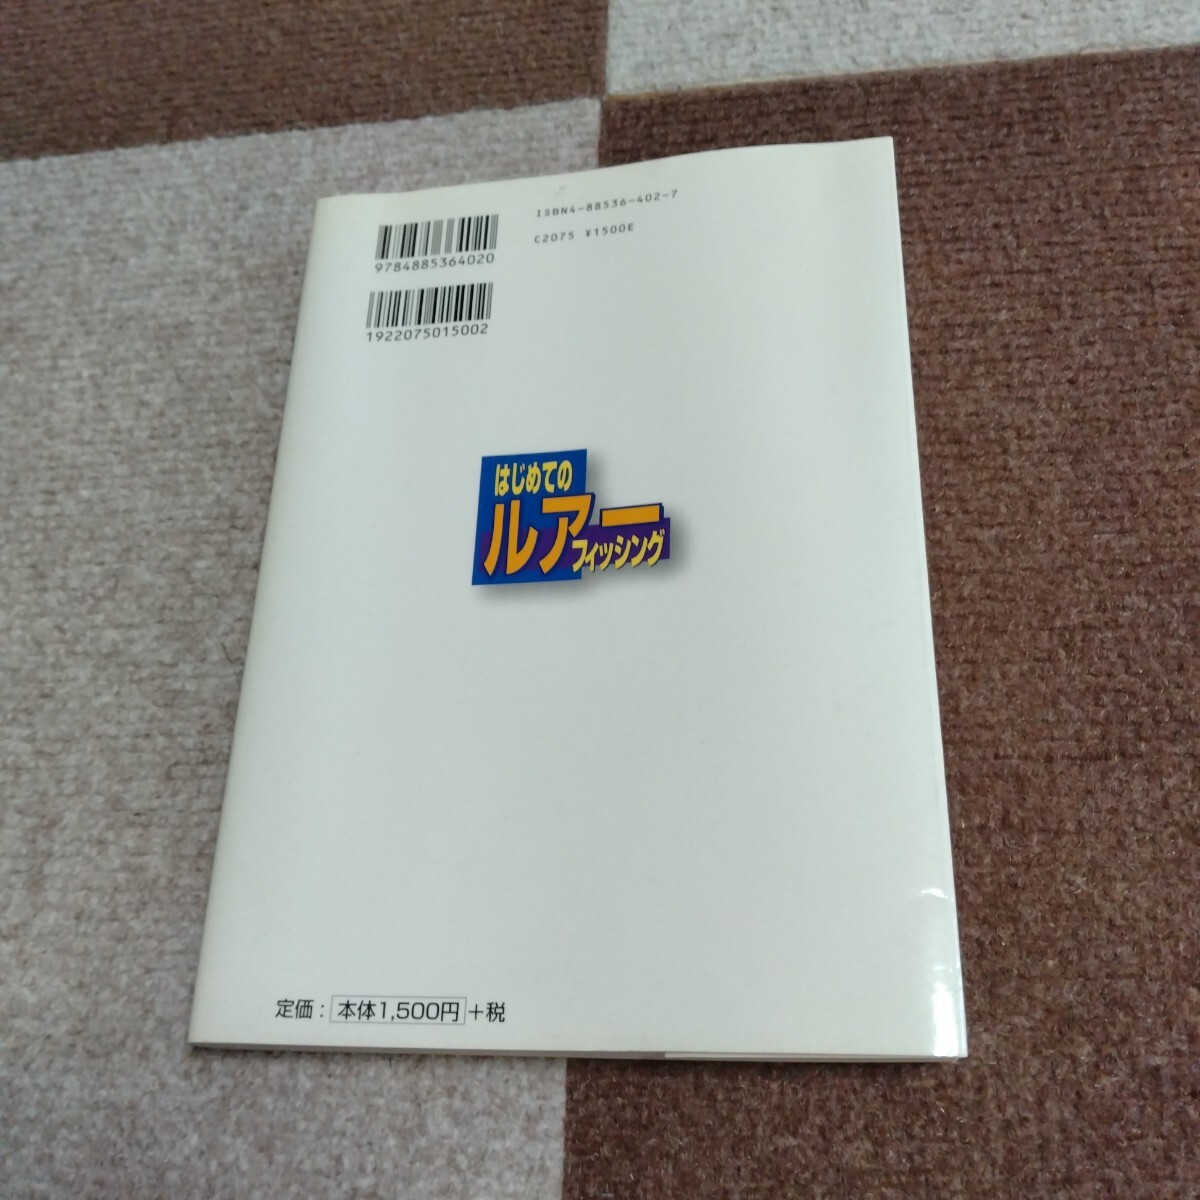 ISBN4-88536-402-7
C2075 ¥1500E
9784885364020
1922075015002
はじめての
ルアー
フィッシング
定価：本体1,500円+税